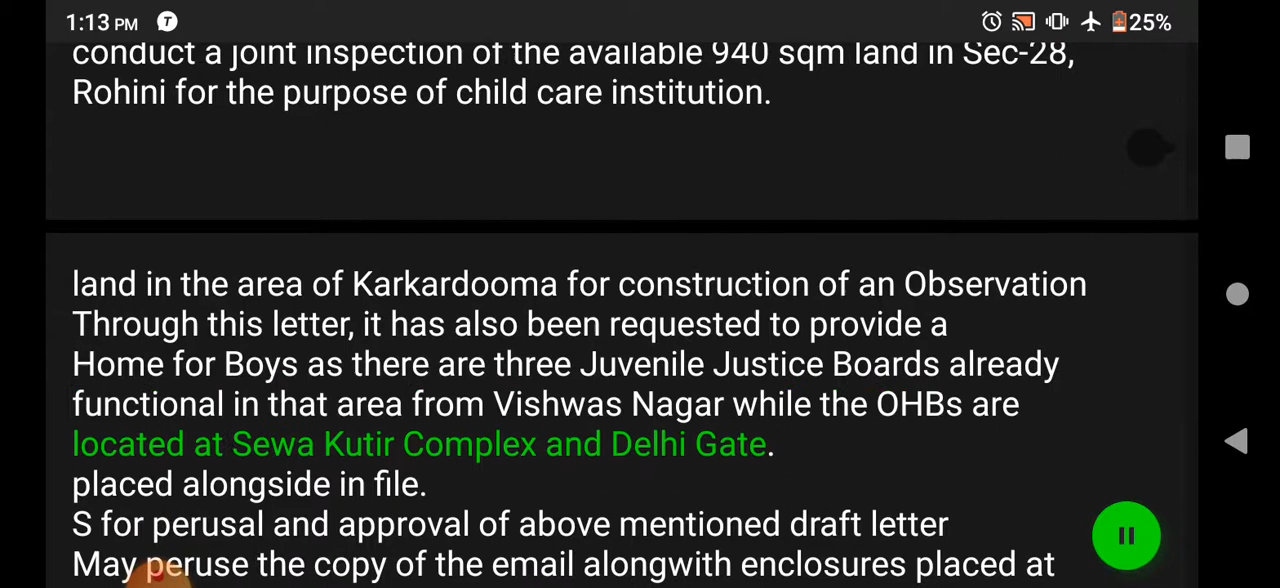 1:13 PM
25%
conduct a joint inspection of the available 940 sqm land in Sec-28,
Rohini for the purpose of child care institution.
land in the area of Karkardooma for construction of an Observation
Through this letter, it has also been requested to provide a
Home for Boys as there are three Juvenile Justice Boards already
functional in that area from Vishwas Nagar while the OHBs are
located at Sewa Kutir Complex and Delhi Gate.
placed alongside in file.
S for perusal and approval of above mentioned draft letter
May peruse the copy of the email alongwith enclosures placed at